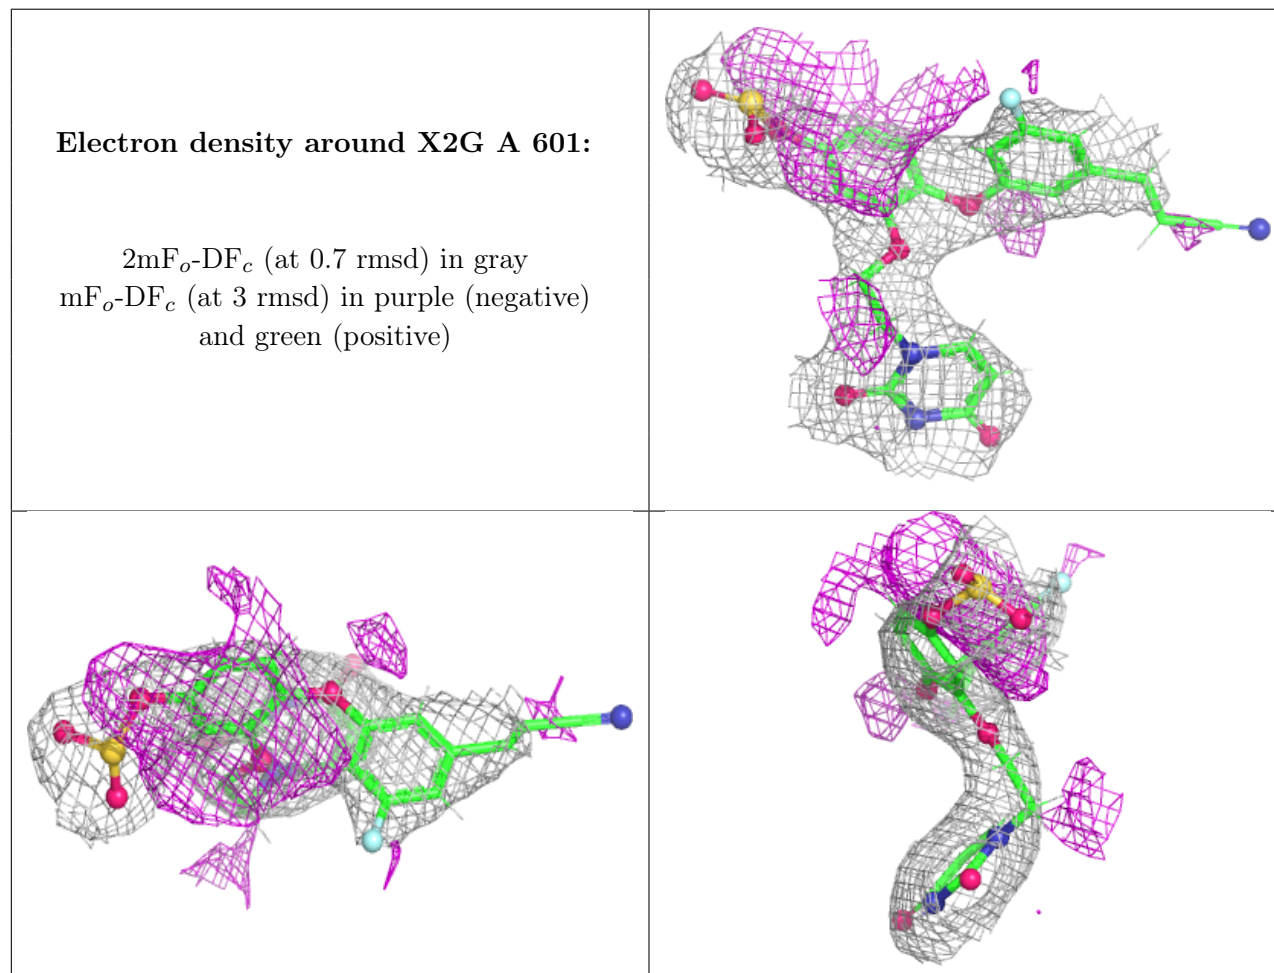 Electron density around X2G A 601:
2mFo-DFc (at 0.7 rmsd) in gray
mFo-DFc (at 3 rmsd) in purple (negative)
and green (positive)